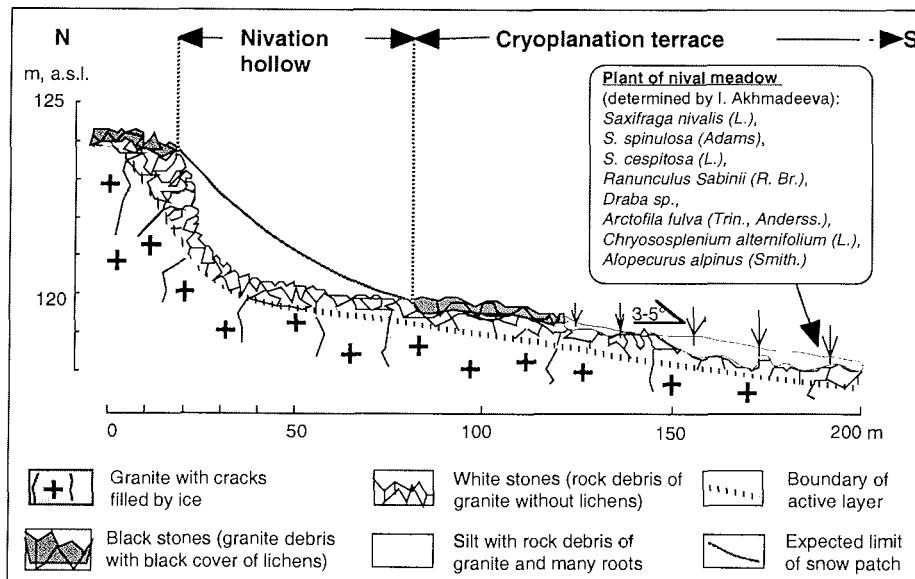 N
Nivation
hollow
Cryoplanation terrace
S
m, a.s.l.
125
120
Plant of nival meadow
(determined by I. Akhmadeeva):
Saxifraga nivalis (L.),
S. spinulosa (Adams),
S. cespitosa (L.),
Ranunculus Sabinii (R. Br.),
Draba sp.,
Arctofila fulva (Trin., Anderss.),
Chryososplenium alternifolium (L.),
Alopecurus alpinus (Smith.)
3-5°
0
50
100
150
200 m
Granite with cracks
filled by ice
White stones (rock debris of
granite without lichens)
Boundary of
active layer
Black stones (granite debris
with black cover of lichens)
Silt with rock debris of
granite and many roots
Expected limit
of snow patch